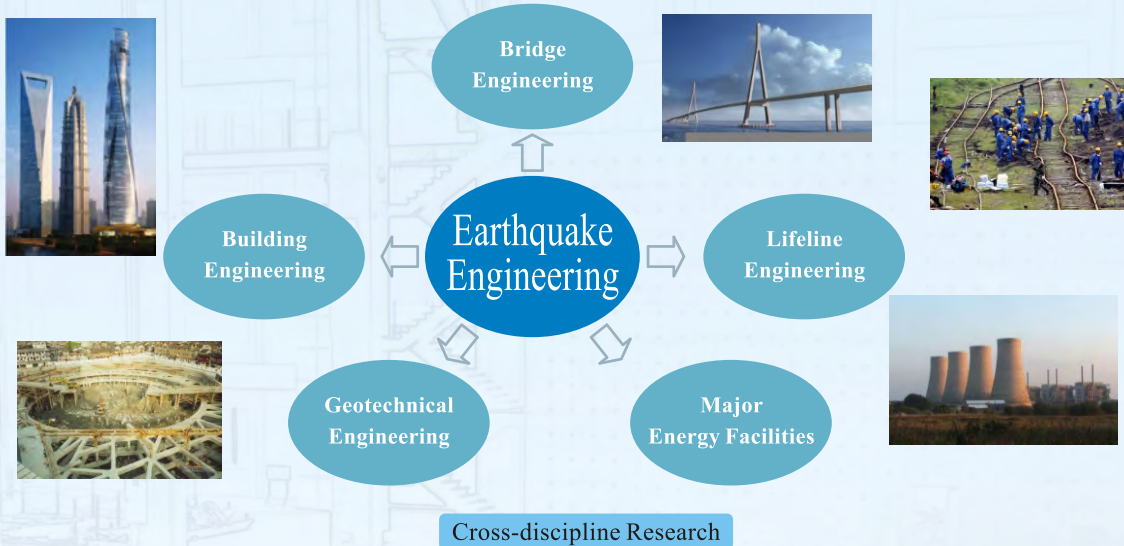 Bridge
Engineering
Earthquake
Engineering
Building
Engineering
Lifeline
Engineering
Geotechnical
Engineering
Major
Energy Facilities
Cross-discipline Research